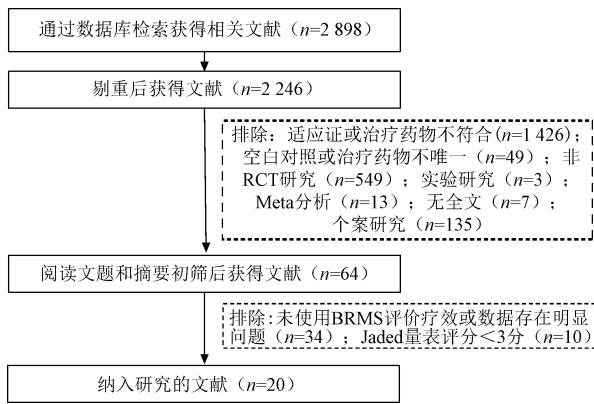 通过数据库检索获得相关文献（n=2 898）
剔重后获得文献（n=2 246）
排除：适应证或治疗药物不符合(n=1 426)；
空白对照或治疗药物不唯一（n=49）；非
RCT研究（n=549）；实验研究（n=3）；
Meta分析（n=13）；无全文（n=7）；
个案研究（n=135）
阅读文题和摘要初筛后获得文献（n=64）
排除:未使用BRMS评价疗效或数据存在明显
问题（n=34）；Jaded量表评分＜3分（n=10）
纳入研究的文献（n=20）